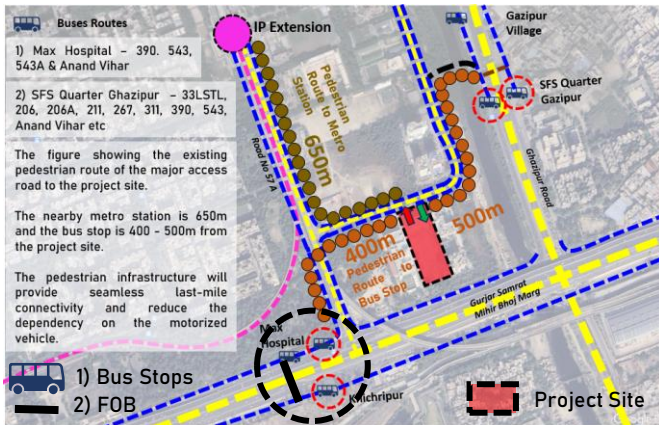 Buses Routes
1) Max Hospital – 390. 543,
543A & Anand Vihar
2) SFS Quarter Ghazipur – 33LSTL,
206, 206A, 211, 267, 311, 390, 543,
Anand Vihar etc
The figure showing the existing
pedestrian route of the major access
road to the project site.
The nearby metro station is 650m
and the bus stop is 400 - 500m from
the project site.
The pedestrian infrastructure will
provide seamless last-mile
connectivity and reduce the
dependency on the motorized
vehicle.
IP Extension
Pedestrian
Route to Metro
Station
650m
Road No 57 A
Gazipur
Village
SFS Quarter
Gazipur
Ghazipur Road
500m
400m
Pedestrian
Route to
Bus Stop
Gurjar Samrat
Mihir Bhoj Marg
Max
Hospital
Khichripur
1) Bus Stops
2) FOB
Project Site